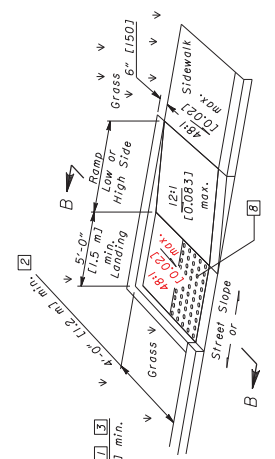 6" [150]
Grass
Sidewalk
48:1
[0.02]
max.
Ramp
Low or
High Side
B
12:1
[0.083]
max.
5'-0"
[1.5 m]
min.
Landing
48:1
[0.02]
max.
8
2
4'-0" [1.2 m] min.
Grass
Street Slope
or
B
3
] min.